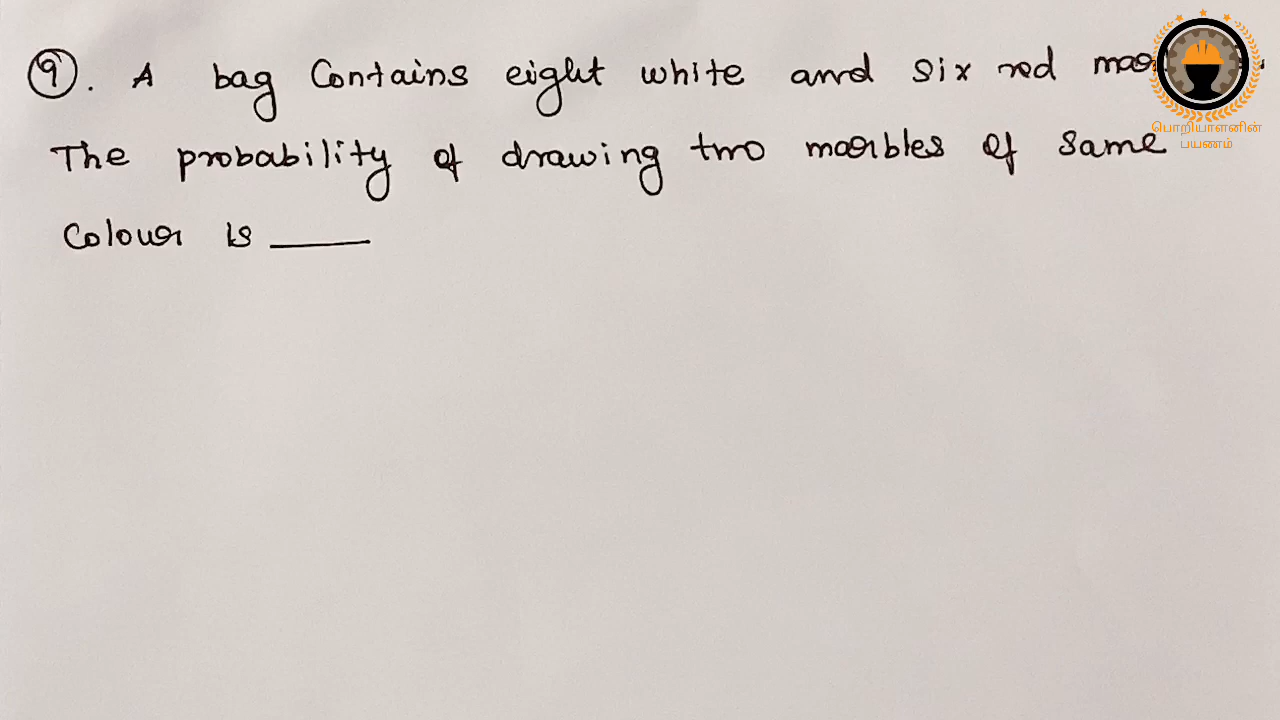 9. A bag Contains eight white and six red
The probability of drawing two marbles of same
Colour is ____
பொறியாளனின்
பயணம்